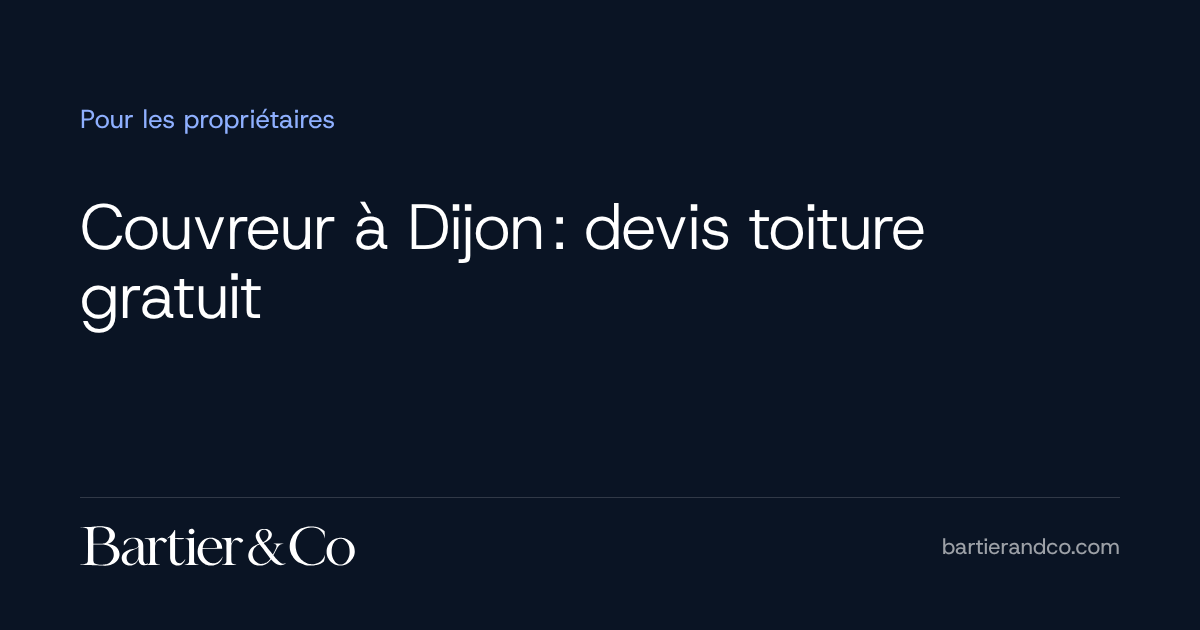 Pour les propriétaires
Couvreur à Dijon : devis toiture
gratuit
Bartier & Co
bartierandco.com